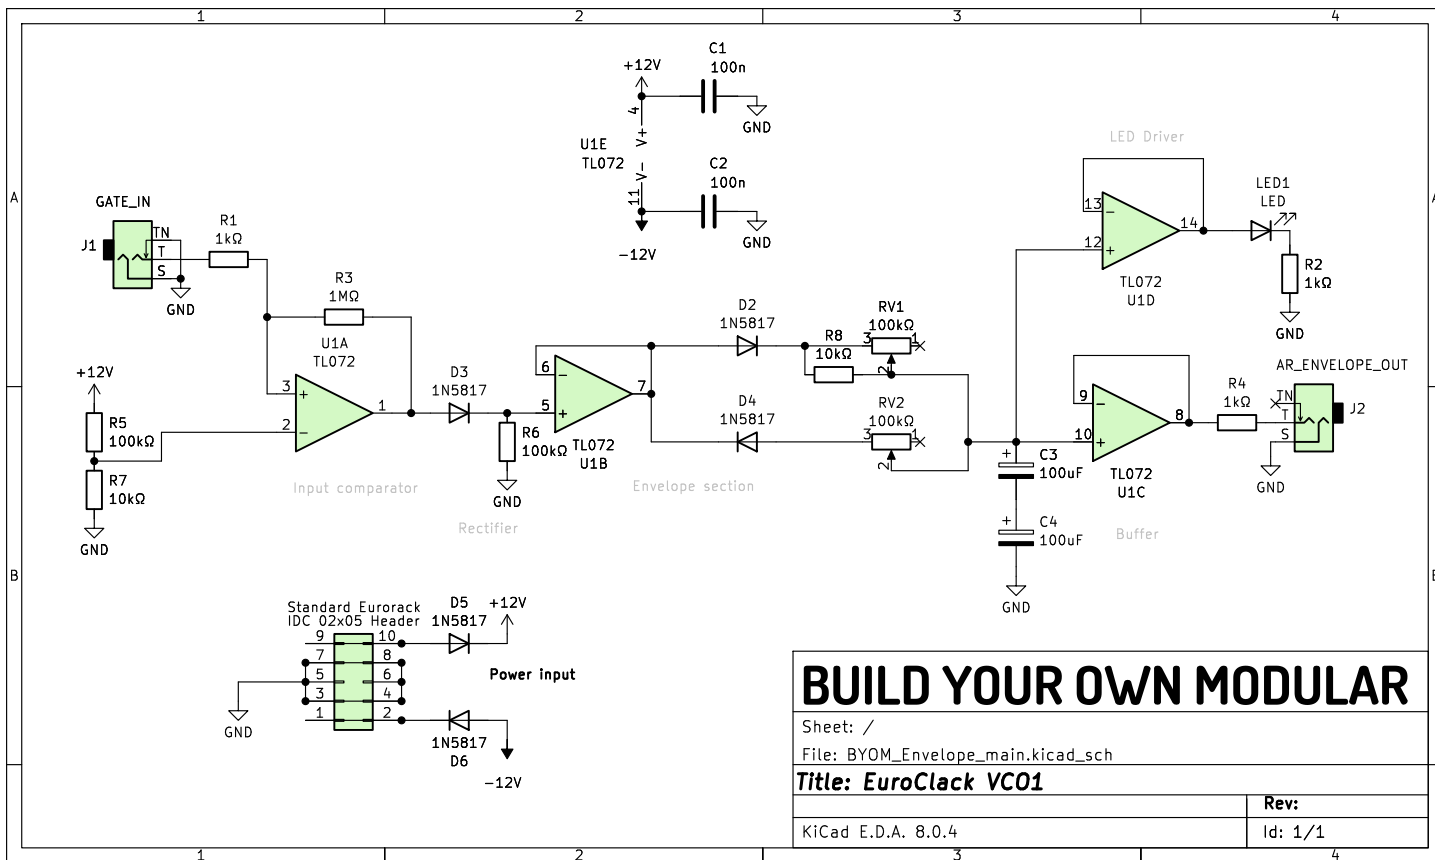 1 2 3 4
A
B
A
B
+12V
C1
100n
GND
4
U1E
TL072
V+
V-
11
C2
100n
GND
-12V
GATE_IN
J1
TN
T
S
GND
R1
1kΩ
R3
1MΩ
U1A
TL072
3
+
2
-
1
+12V
R5
100kΩ
R7
10kΩ
GND
Input comparator
D3
1N5817
R6
100kΩ
GND
Rectifier
6
-
5
+
7
TL072
U1B
Envelope section
D2
1N5817
D4
1N5817
R8
10kΩ
RV1
100kΩ
3
1
2
RV2
100kΩ
3
1
2
LED Driver
13
-
12
+
14
TL072
U1D
LED1
LED
R2
1kΩ
GND
9
-
10
+
8
TL072
U1C
Buffer
C3
100uF
+
C4
100uF
+
GND
R4
1kΩ
AR_ENVELOPE_OUT
TN
T
S
J2
GND
Standard Eurorack
IDC 02x05 Header
9 10
7 8
5 6
3 4
1 2
GND
D5
1N5817
+12V
Power input
1N5817
D6
-12V
BUILD YOUR OWN MODULAR
Sheet: /
File: BYOM_Envelope_main.kicad_sch
Title: EuroClack VCO1
Rev:
KiCad E.D.A. 8.0.4
Id: 1/1
1 2 3 4